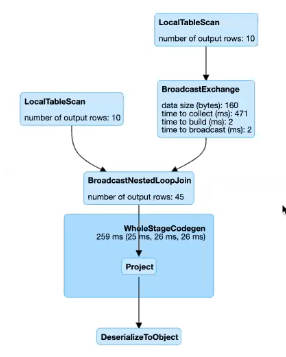 LocalTableScan
number of output rows: 10
BroadcastExchange
data size (bytes): 160
time to collect (ms): 471
time to build (ms): 2
time to broadcast (ms): 2
LocalTableScan
number of output rows: 10
BroadcastNestedLoopJoin
number of output rows: 45
WholeStageCodegen
259 ms (25 ms, 26 ms, 26 ms)
Project
DeserializeToObject